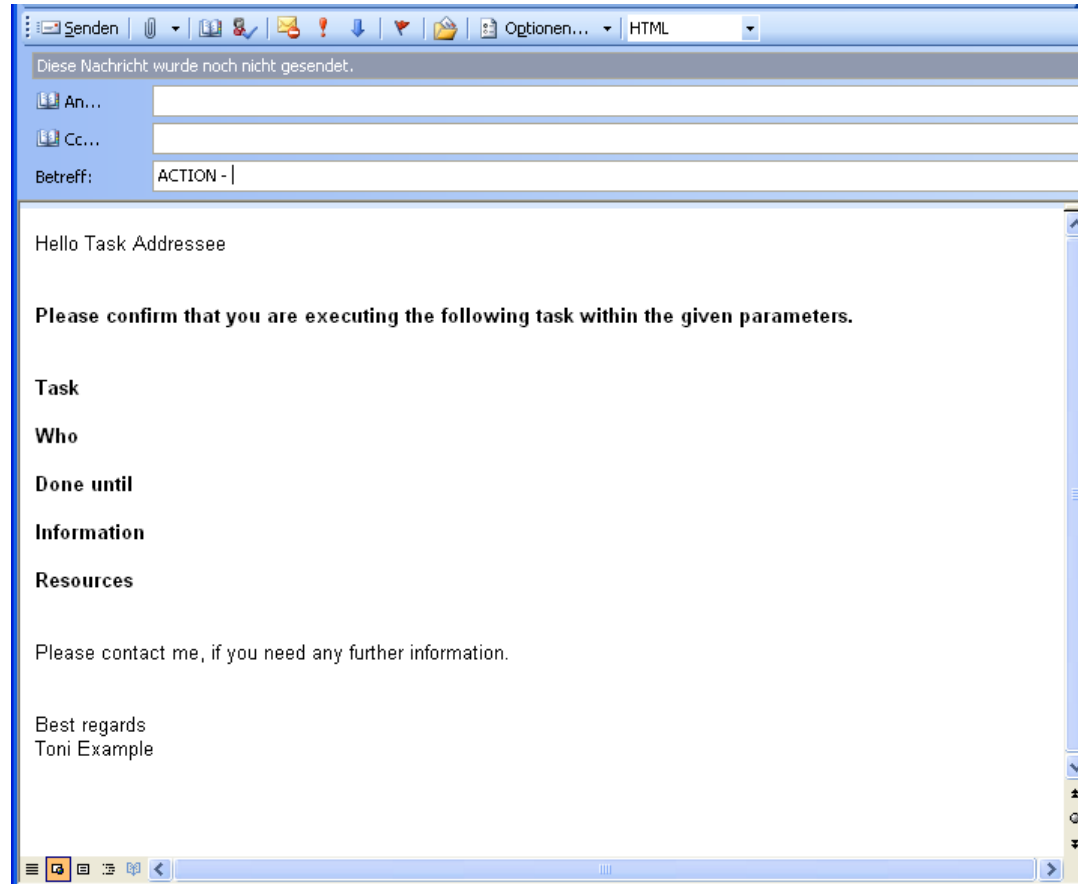 Senden Optionen... HTML
Diese Nachricht wurde noch nicht gesendet.
An...
Cc...
Betreff: ACTION -
Hello Task Addressee
Please confirm that you are executing the following task within the given parameters.
Task
Who
Done until
Information
Resources
Please contact me, if you need any further information.
Best regards
Toni Example